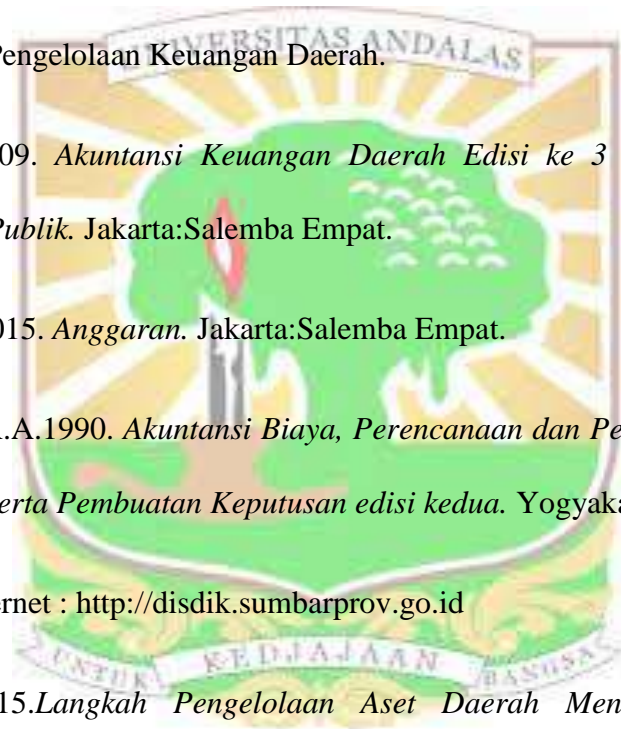 UNIVERSITAS ANDALAS
Pengelolaan Keuangan Daerah.
09. Akuntansi Keuangan Daerah Edisi ke 3
Publik. Jakarta:Salemba Empat.
015. Anggaran. Jakarta:Salemba Empat.
.A.1990. Akuntansi Biaya, Perencanaan dan Pe
erta Pembuatan Keputusan edisi kedua. Yogyaka
ernet : http://disdik.sumbarprov.go.id
UNTUK KEDJAJAAN BANGSA
15.Langkah Pengelolaan Aset Daerah Men